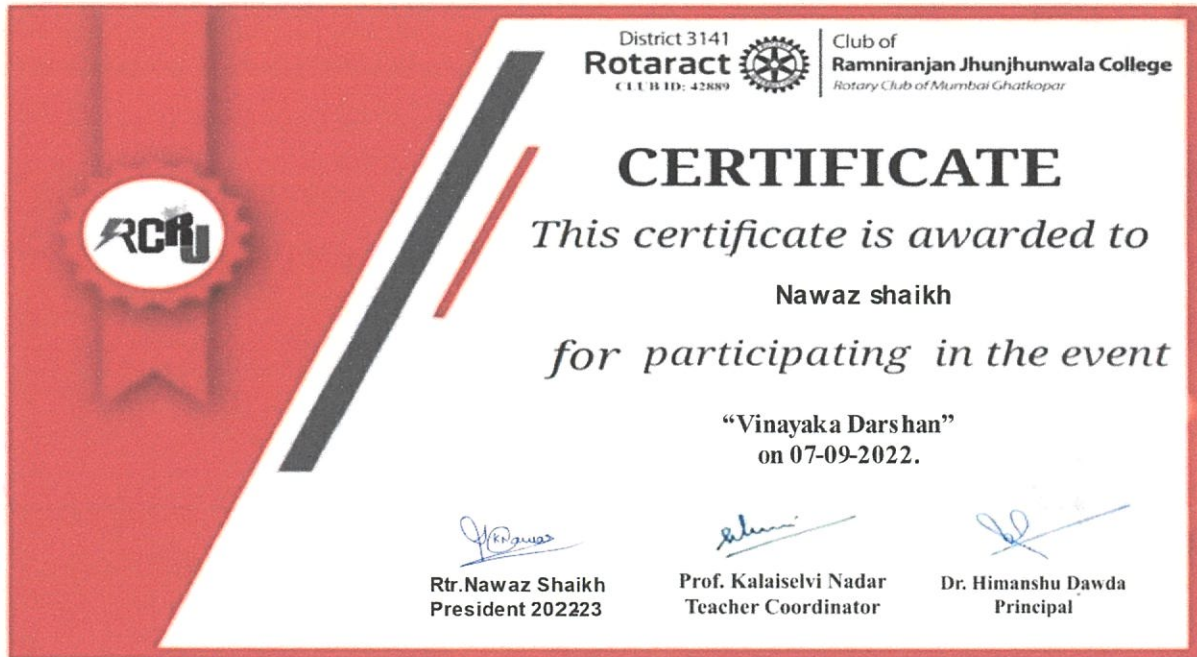 District 3141
Rotaract
CLUB ID: 42889
Club of
Ramniranjan Jhunjhunwala College
Rotary Club of Mumbai Ghatkopar
RCRJ
CERTIFICATE
This certificate is awarded to
Nawaz shaikh
for participating in the event
“Vinayaka Darshan”
on 07-09-2022.
Rtr.Nawaz Shaikh
President 202223
Prof. Kalaiselvi Nadar
Teacher Coordinator
Dr. Himanshu Dawda
Principal